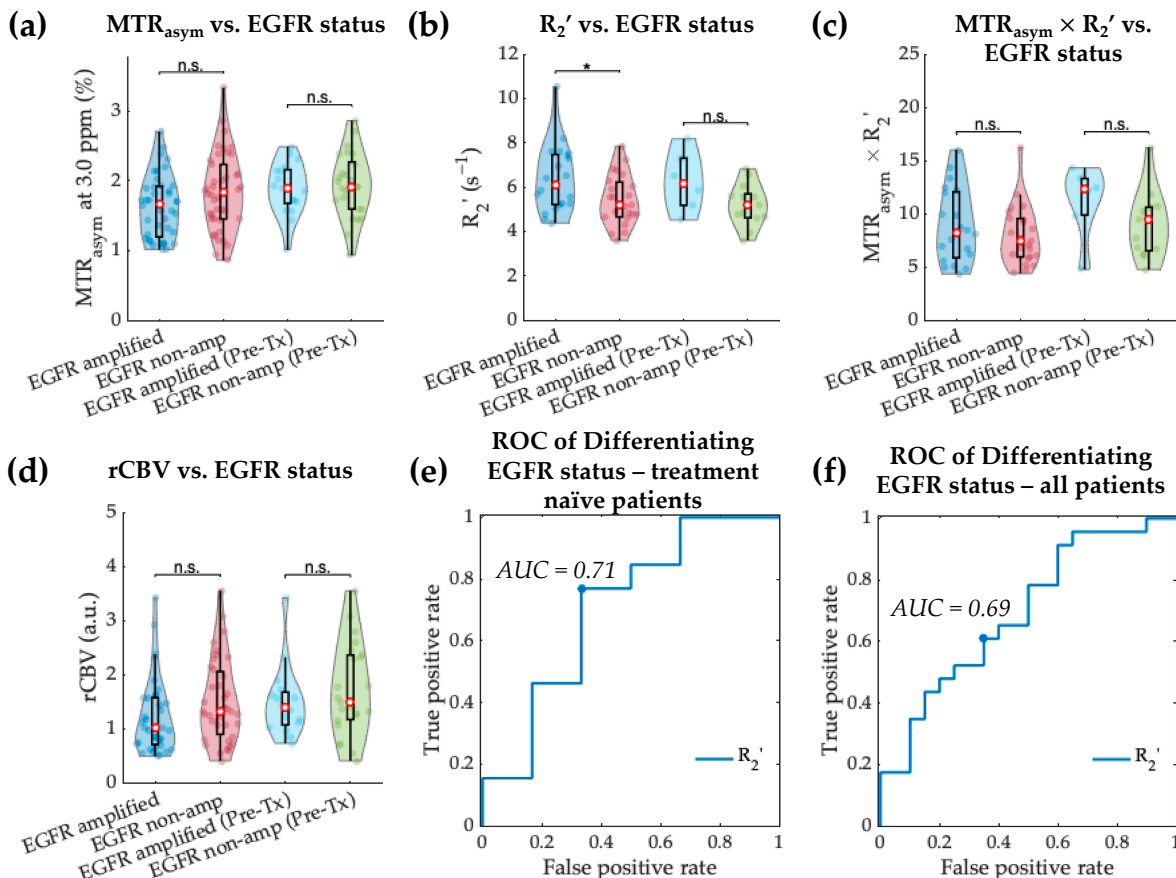 (a) MTRasym vs. EGFR status
n.s.
n.s.
MTRasym at 3.0 ppm (%)
3
2
1
0
EGFR amplified
EGFR non-amp
EGFR amplified (Pre-Tx)
EGFR non-amp (Pre-Tx)
(b) R2' vs. EGFR status
*
n.s.
R2' (s−1)
12
10
8
6
4
2
0
EGFR amplified
EGFR non-amp
EGFR amplified (Pre-Tx)
EGFR non-amp (Pre-Tx)
(c) MTRasym × R2' vs.
EGFR status
n.s.
n.s.
MTRasym × R2'
25
20
15
10
5
0
EGFR amplified
EGFR non-amp
EGFR amplified (Pre-Tx)
EGFR non-amp (Pre-Tx)
(d) rCBV vs. EGFR status
n.s.
n.s.
rCBV (a.u.)
5
4
3
2
1
0
EGFR amplified
EGFR non-amp
EGFR amplified (Pre-Tx)
EGFR non-amp (Pre-Tx)
(e) ROC of Differentiating
EGFR status – treatment
naïve patients
AUC = 0.71
True positive rate
1
0.8
0.6
0.4
0.2
0
R2'
0 0.2 0.4 0.6 0.8 1
False positive rate
(f) ROC of Differentiating
EGFR status – all patients
AUC = 0.69
True positive rate
1
0.8
0.6
0.4
0.2
0
R2'
0 0.2 0.4 0.6 0.8 1
False positive rate